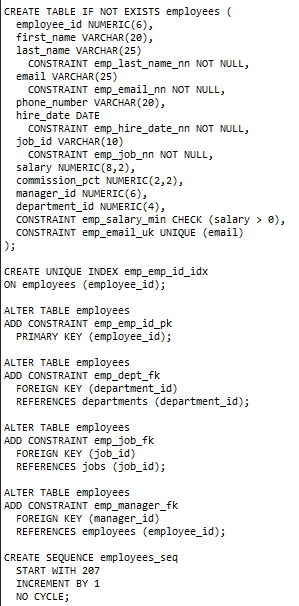 CREATE TABLE IF NOT EXISTS employees (
  employee_id NUMERIC(6),
  first_name VARCHAR(20),
  last_name VARCHAR(25)
    CONSTRAINT emp_last_name_nn NOT NULL,
  email VARCHAR(25)
    CONSTRAINT emp_email_nn NOT NULL,
  phone_number VARCHAR(20),
  hire_date DATE
    CONSTRAINT emp_hire_date_nn NOT NULL,
  job_id VARCHAR(10)
    CONSTRAINT emp_job_nn NOT NULL,
  salary NUMERIC(8,2),
  commission_pct NUMERIC(2,2),
  manager_id NUMERIC(6),
  department_id NUMERIC(4),
  CONSTRAINT emp_salary_min CHECK (salary > 0),
  CONSTRAINT emp_email_uk UNIQUE (email)
);

CREATE UNIQUE INDEX emp_emp_id_idx
ON employees (employee_id);

ALTER TABLE employees
ADD CONSTRAINT emp_emp_id_pk
  PRIMARY KEY (employee_id);

ALTER TABLE employees
ADD CONSTRAINT emp_dept_fk
  FOREIGN KEY (department_id)
  REFERENCES departments (department_id);

ALTER TABLE employees
ADD CONSTRAINT emp_job_fk
  FOREIGN KEY (job_id)
  REFERENCES jobs (job_id);

ALTER TABLE employees
ADD CONSTRAINT emp_manager_fk
  FOREIGN KEY (manager_id)
  REFERENCES employees (employee_id);

CREATE SEQUENCE employees_seq
  START WITH 207
  INCREMENT BY 1
  NO CYCLE;